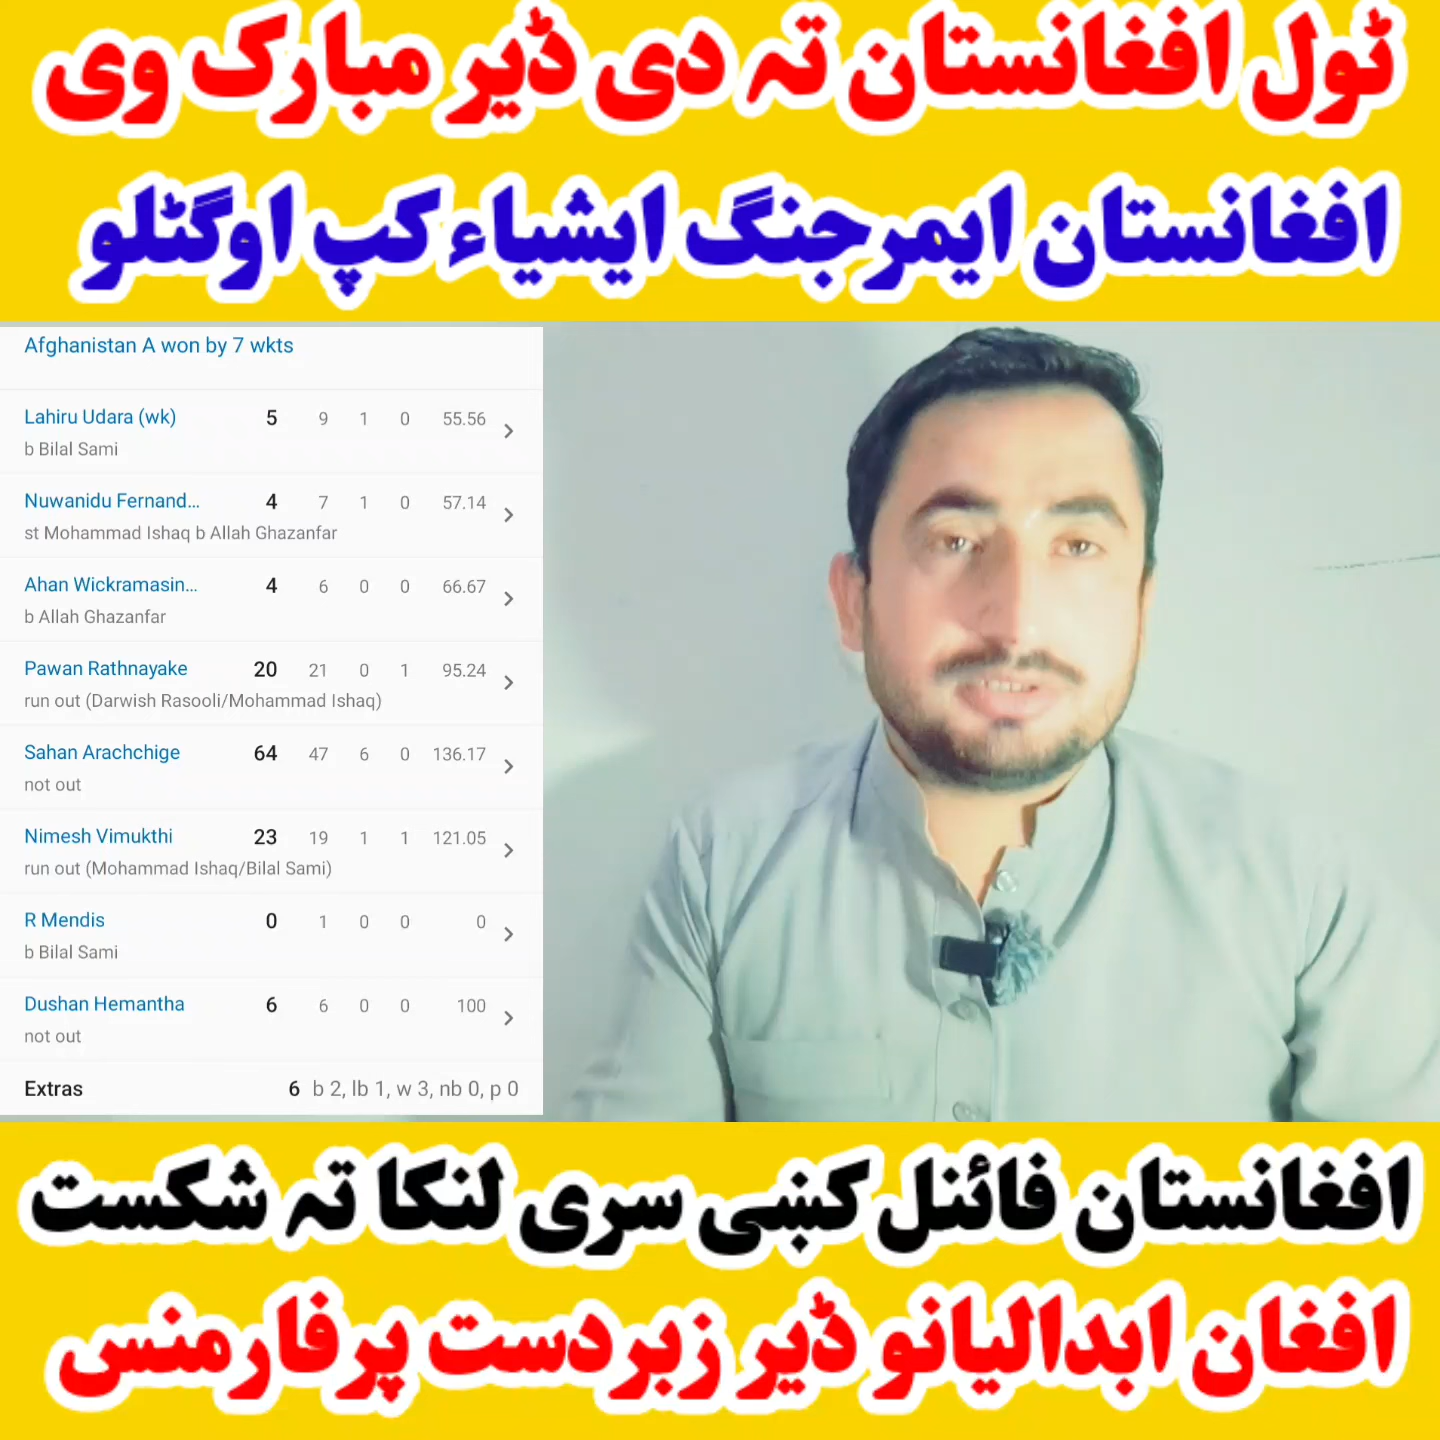 ټول افغانستان ته دی ډیر مبارک وی
افغانستان ایمرجنگ ایشیاء کپ اوګټلو
Afghanistan A won by 7 wkts
Lahiru Udara (wk) 5 9 1 0 55.56
b Bilal Sami
Nuwanidu Fernand... 4 7 1 0 57.14
st Mohammad Ishaq b Allah Ghazanfar
Ahan Wickramasin... 4 6 0 0 66.67
b Allah Ghazanfar
Pawan Rathnayake 20 21 0 1 95.24
run out (Darwish Rasooli/Mohammad Ishaq)
Sahan Arachchige 64 47 6 0 136.17
not out
Nimesh Vimukthi 23 19 1 1 121.05
run out (Mohammad Ishaq/Bilal Sami)
R Mendis 0 1 0 0 0
b Bilal Sami
Dushan Hemantha 6 6 0 0 100
not out
Extras 6 b 2, lb 1, w 3, nb 0, p 0
افغانستان فائنل کښی سری لنکا ته شکست
افغان ابدالیانو ډیر زبردست پرفارمنس